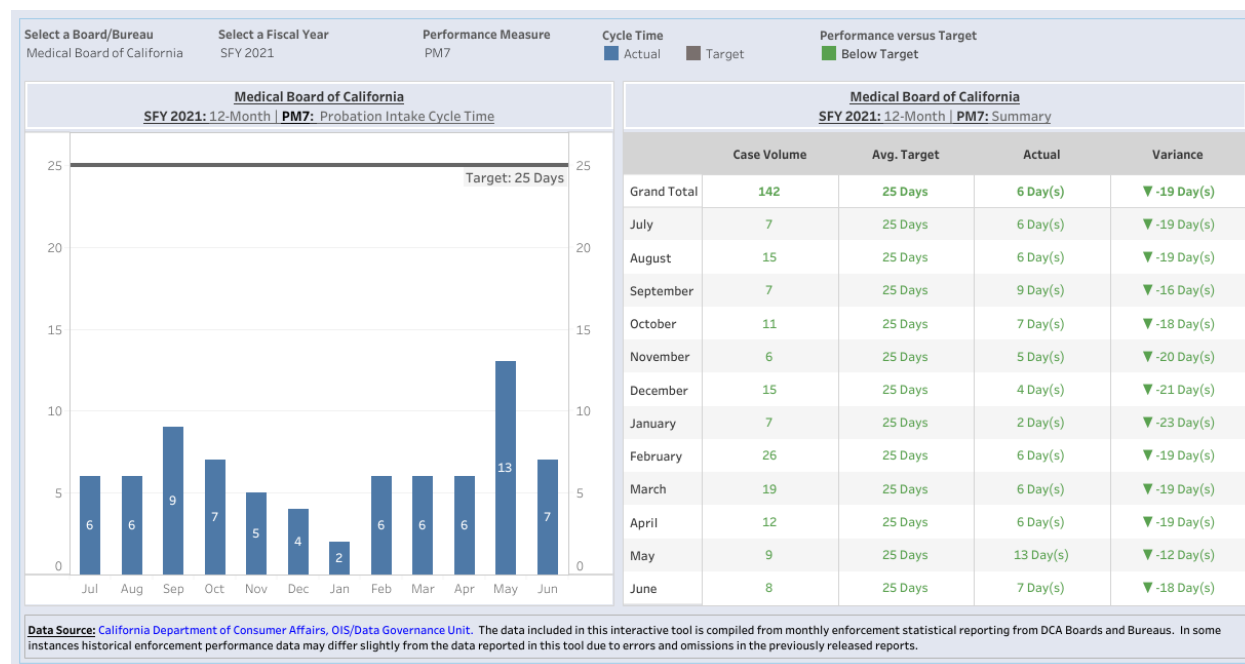 Select a Board/Bureau Select a Fiscal Year Performance Measure Cycle Time Performance versus Target
Medical Board of California SFY 2021 PM7 Actual Target Below Target
Medical Board of California
SFY 2021: 12-Month | PM7: Probation Intake Cycle Time
25 25
Target: 25 Days
20 20
15 15
10 10
5 5
0 0
6 6 9 7 5 4 2 6 6 6 13 7
Jul Aug Sep Oct Nov Dec Jan Feb Mar Apr May Jun
Medical Board of California
SFY 2021: 12-Month | PM7: Summary
Case Volume Avg. Target Actual Variance
Grand Total 142 25 Days 6 Day(s) ▼ -19 Day(s)
July 7 25 Days 6 Day(s) ▼ -19 Day(s)
August 15 25 Days 6 Day(s) ▼ -19 Day(s)
September 7 25 Days 9 Day(s) ▼ -16 Day(s)
October 11 25 Days 7 Day(s) ▼ -18 Day(s)
November 6 25 Days 5 Day(s) ▼ -20 Day(s)
December 15 25 Days 4 Day(s) ▼ -21 Day(s)
January 7 25 Days 2 Day(s) ▼ -23 Day(s)
February 26 25 Days 6 Day(s) ▼ -19 Day(s)
March 19 25 Days 6 Day(s) ▼ -19 Day(s)
April 12 25 Days 6 Day(s) ▼ -19 Day(s)
May 9 25 Days 13 Day(s) ▼ -12 Day(s)
June 8 25 Days 7 Day(s) ▼ -18 Day(s)
Data Source: California Department of Consumer Affairs, OIS/Data Governance Unit. The data included in this interactive tool is compiled from monthly enforcement statistical reporting from DCA Boards and Bureaus. In some
instances historical enforcement performance data may differ slightly from the data reported in this tool due to errors and omissions in the previously released reports.